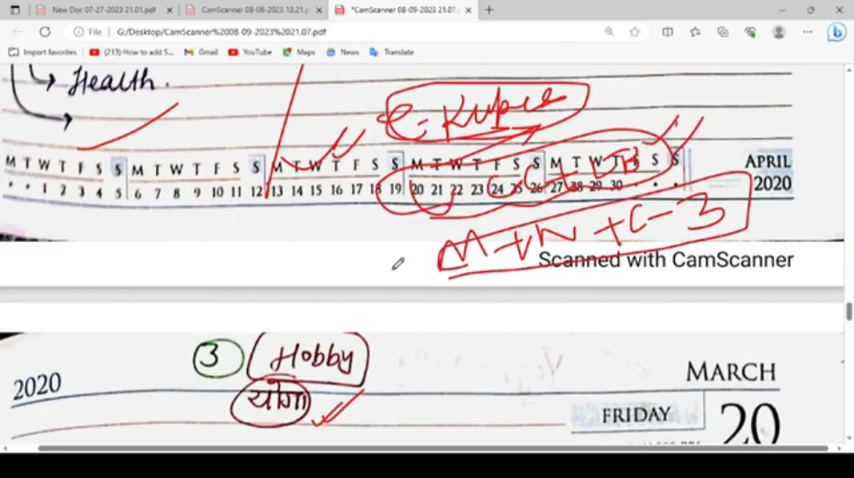 New Doc 07-27-2023 21.01.pdf
CamScanner 08-08-2023 13.21.pdf
*CamScanner 08-09-2023 21.07.pdf
File
G:/Desktop/CamScanner%2008-09-2023%2021.07.pdf
Import favorites
(213) How to add S...
Gmail
YouTube
Maps
News
Translate
Health.
e-Kuber
M T W T F S S M T W T F S S M T W T F S S M T W T F S S M T W T F S S
1 2 3 4 5 6 7 8 9 10 11 12 13 14 15 16 17 18 19 20 21 22 23 24 25 26 27 28 29 30
APRIL
2020
M + N + C - 3
Scanned with CamScanner
3 Hobby
योगा
2020
MARCH
FRIDAY
20